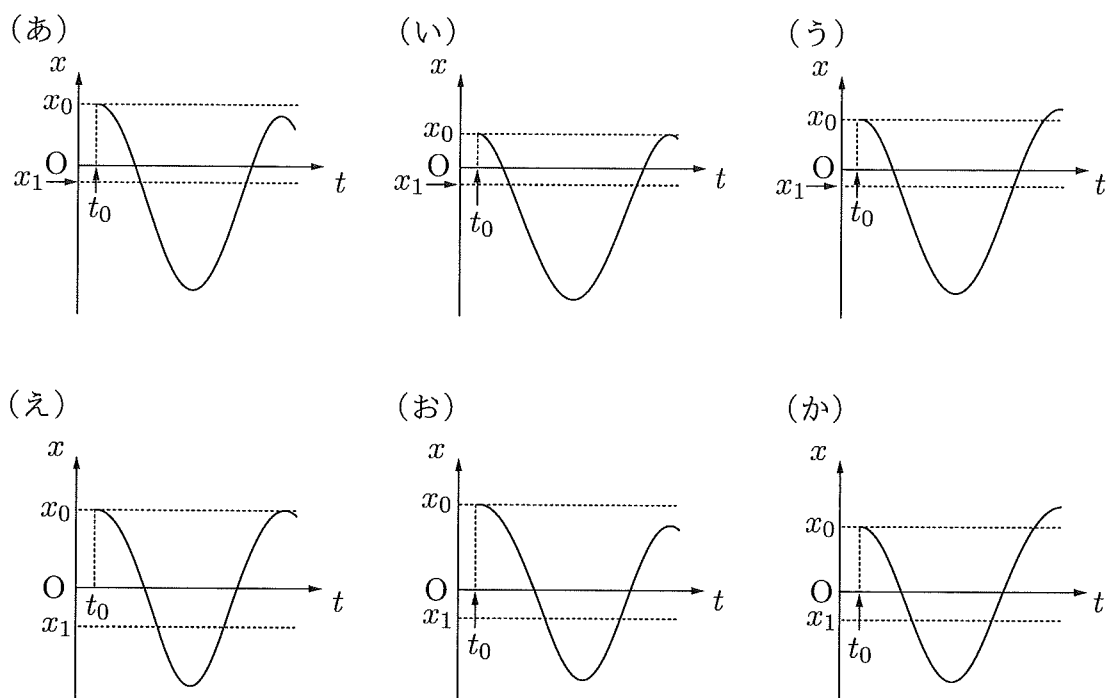 (あ)
x
x₀
O
x₁
t₀
t
(い)
x
x₀
O
x₁
t₀
t
(う)
x
x₀
O
x₁
t₀
t
(え)
x
x₀
O
x₁
t₀
t
(お)
x
x₀
O
x₁
t₀
t
(か)
x
x₀
O
x₁
t₀
t